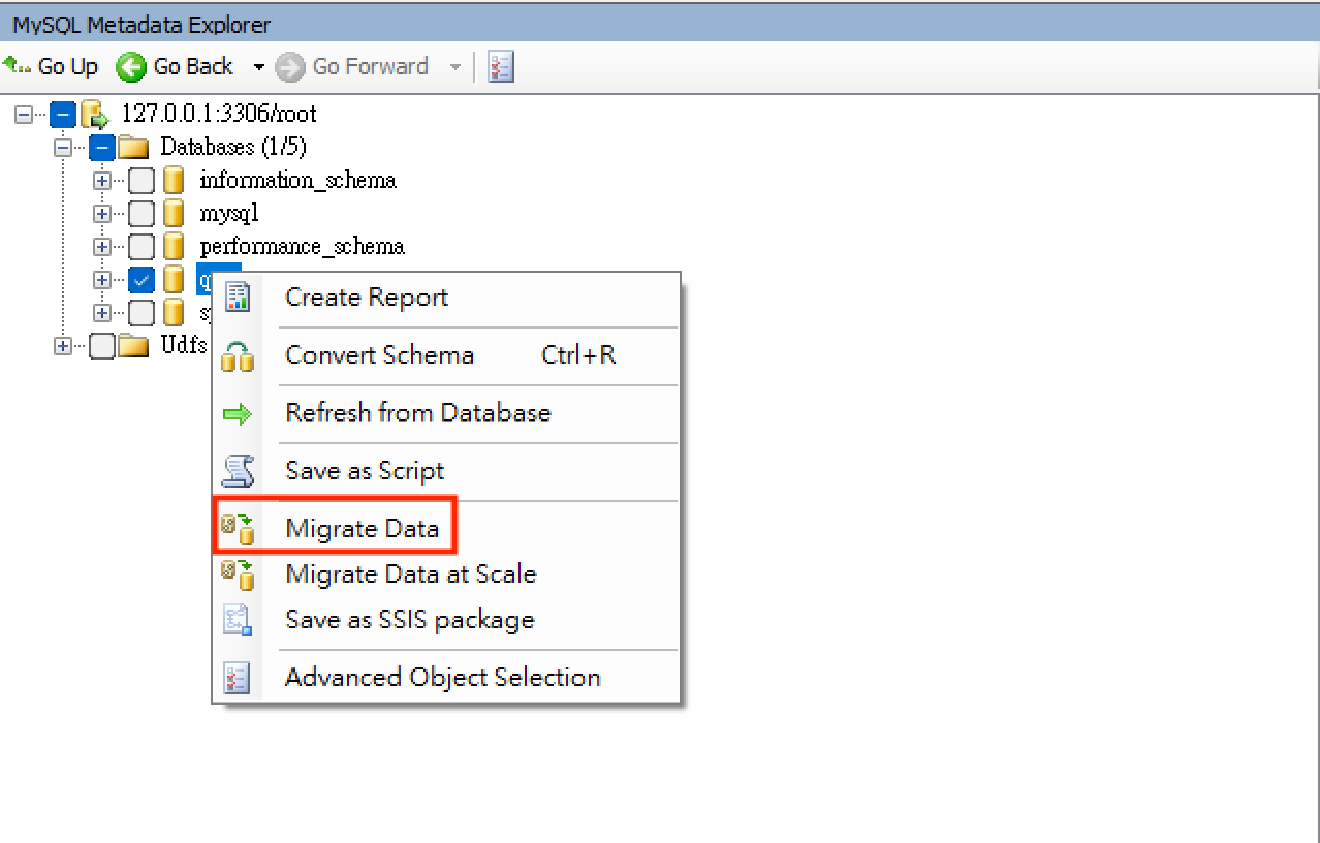 MySQL Metadata Explorer
Go Up Go Back Go Forward
127.0.0.1:3306/root
Databases (1/5)
information_schema
mysql
performance_schema
Udfs
Create Report
Convert Schema Ctrl+R
Refresh from Database
Save as Script
Migrate Data
Migrate Data at Scale
Save as SSIS package
Advanced Object Selection